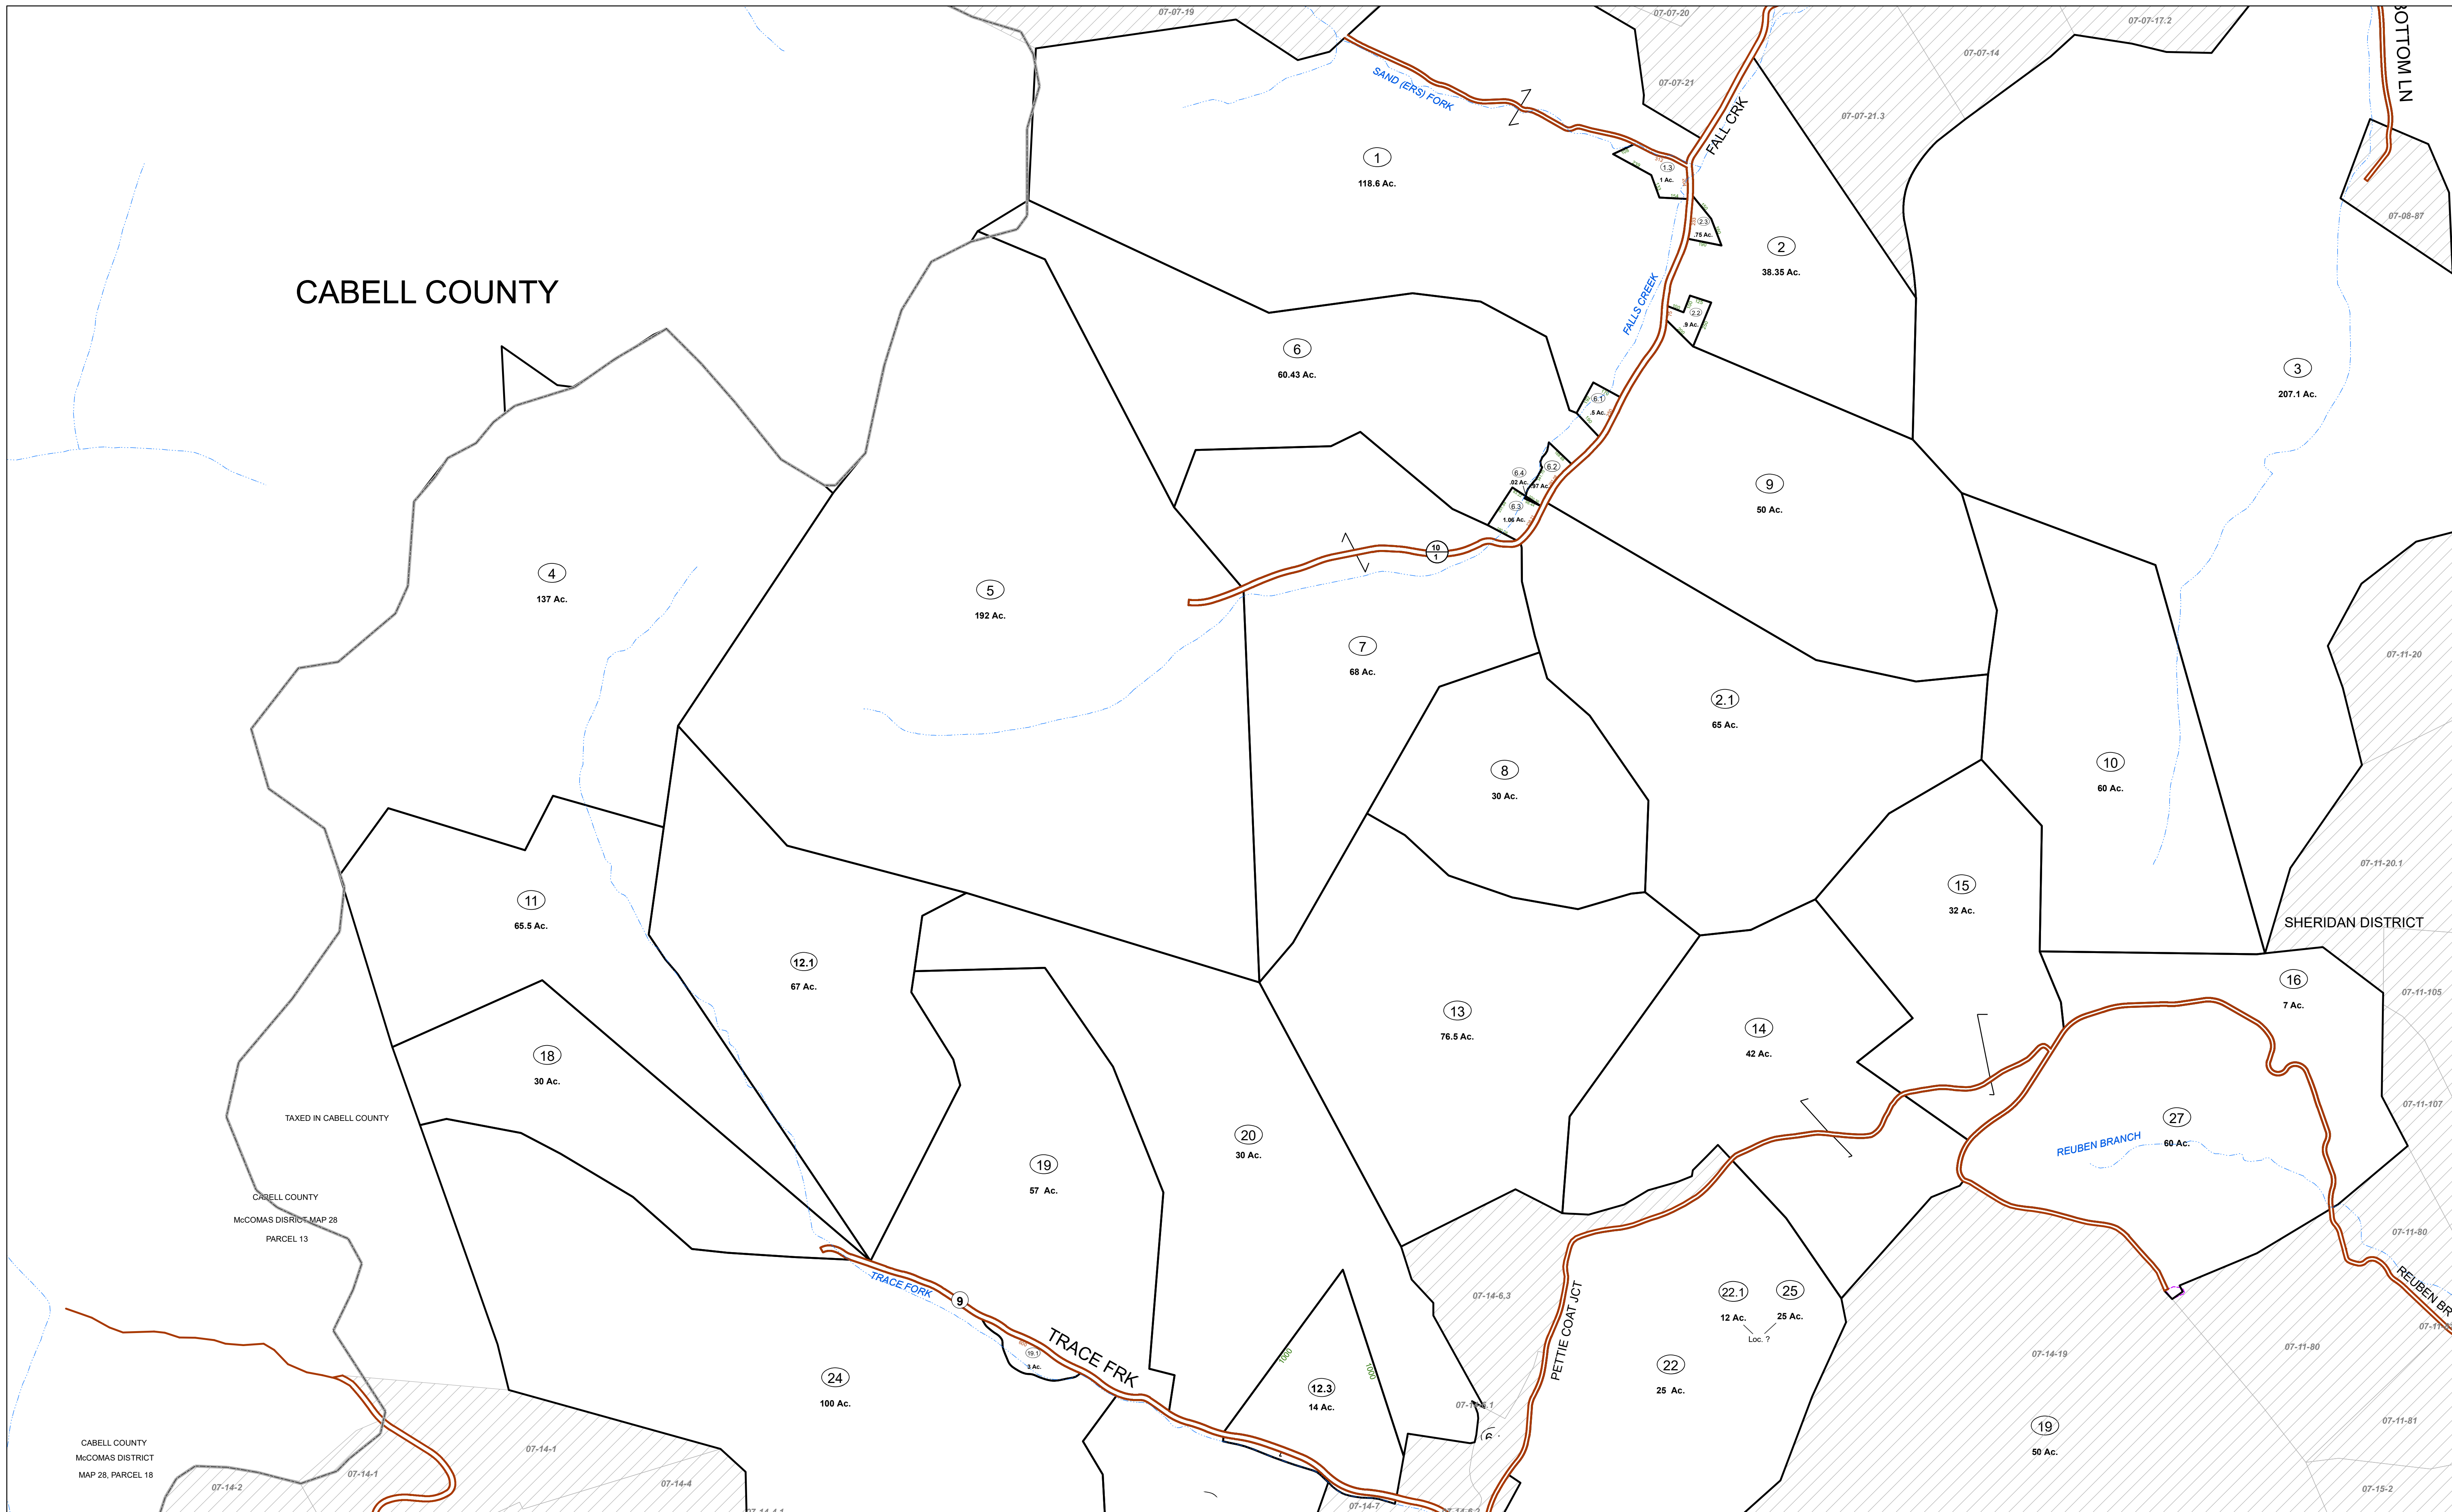 07-07-19
07-07-20
07-07-17.2
07-07-14
07-07-21
07-07-21.3
BOTTOM LN
SAND (ERS) FORK
FALL CRK
1
118.6 Ac.
1.3
1 Ac.
2.3
.75 Ac.
2
38.35 Ac.
07-08-87
CABELL COUNTY
FALLS CREEK
2.2
.9 Ac.
6
60.43 Ac.
3
207.1 Ac.
6.1
.5 Ac.
6.4
.02 Ac.
6.2
.97 Ac.
6.3
1.06 Ac.
9
50 Ac.
10
1
4
137 Ac.
5
192 Ac.
7
68 Ac.
07-11-20
2.1
65 Ac.
8
30 Ac.
10
60 Ac.
07-11-20.1
15
32 Ac.
SHERIDAN DISTRICT
11
65.5 Ac.
12.1
67 Ac.
16
7 Ac.
07-11-105
13
76.5 Ac.
14
42 Ac.
18
30 Ac.
07-11-107
TAXED IN CABELL COUNTY
27
60 Ac.
REUBEN BRANCH
20
30 Ac.
19
57 Ac.
CABELL COUNTY
McCOMAS DISRICT MAP 28
PARCEL 13
07-11-80
TRACE FORK
9
07-14-6.3
PETTIE COAT JCT
22.1
12 Ac.
25
25 Ac.
Loc. ?
REUBEN BR
TRACE FRK
19.1
1000
1000
22
25 Ac.
07-14-19
07-11-80
24
100 Ac.
12.3
14 Ac.
6
19
50 Ac.
07-11-81
CABELL COUNTY
McCOMAS DISTRICT
MAP 28, PARCEL 18
07-14-1
07-14-1
07-14-2
07-14-4
07-15-2
07-14-7